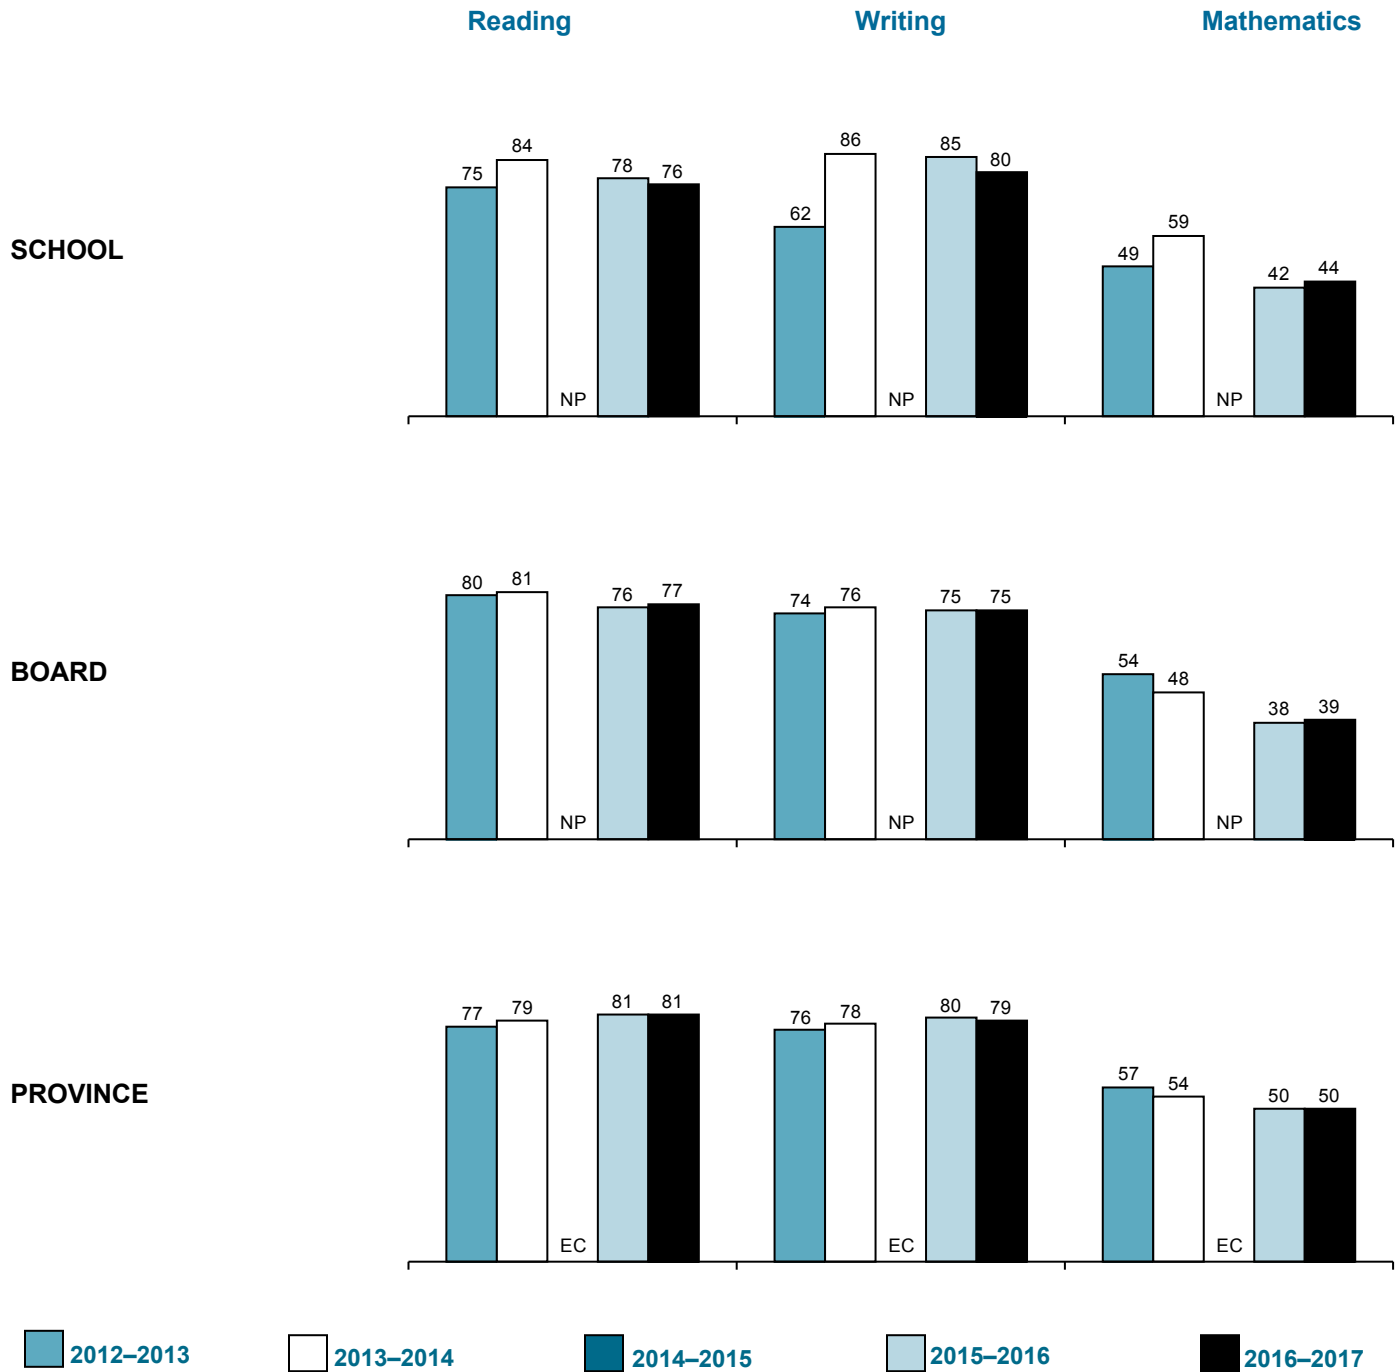 Reading Writing Mathematics
SCHOOL
75 84 NP 78 76 62 86 NP 85 80 49 59 NP 42 44
BOARD
80 81 NP 76 77 74 76 NP 75 75 54 48 NP 38 39
PROVINCE
77 79 EC 81 81 76 78 EC 80 79 57 54 EC 50 50
2012–2013 2013–2014 2014–2015 2015–2016 2016–2017